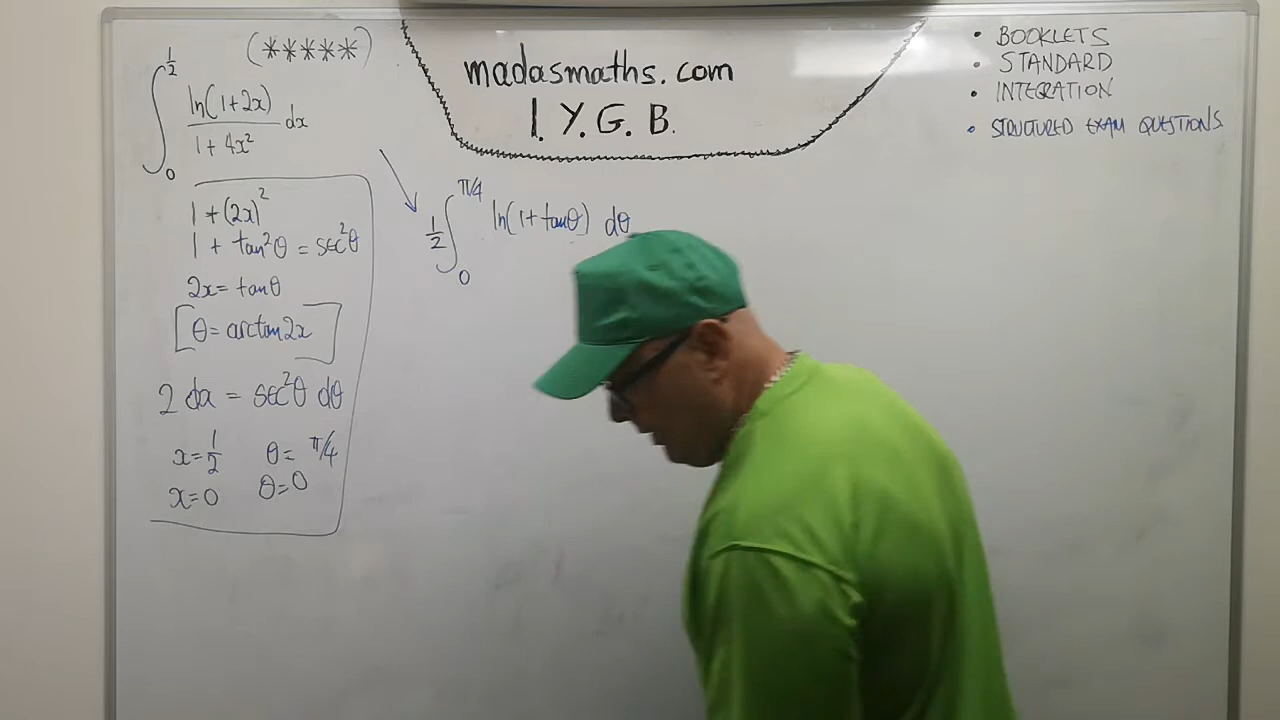 (*****)
∫₀^½ ln(1+2x)/(1+4x²) dx
1+(2x)²
1 + tan²θ = sec²θ
2x = tanθ
[θ = arctan2x]
2 dx = sec²θ dθ
x=½ θ= π/4
x=0 θ=0
madasmaths.com
I.Y.G.B.
½ ∫₀^π/4 ln(1+tanθ) dθ
• BOOKLETS
• STANDARD
• INTEGRATION
• STRUCTURED EXAM QUESTIONS